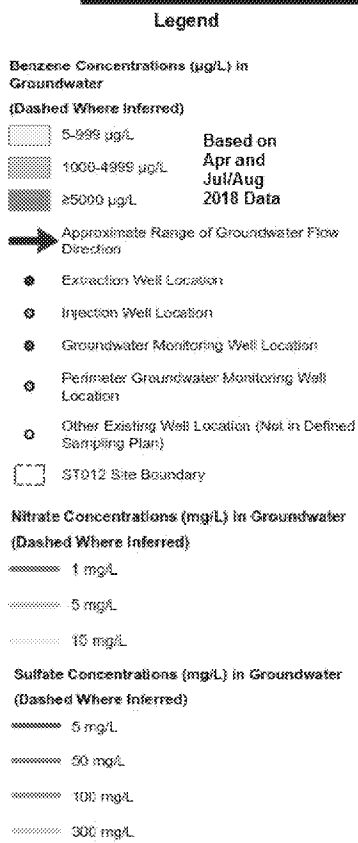 Legend
Benzene Concentrations (µg/L) in
Groundwater
(Dashed Where Inferred)
5-999 µg/L
1000-4999 µg/L
≥5000 µg/L
Based on
Apr and
Jul/Aug
2018 Data
Approximate Range of Groundwater Flow
Direction
Extraction Well Location
Injection Well Location
Groundwater Monitoring Well Location
Perimeter Groundwater Monitoring Well
Location
Other Existing Well Location (Not in Defined
Sampling Plan)
ST012 Site Boundary
Nitrate Concentrations (mg/L) in Groundwater
(Dashed Where Inferred)
1 mg/L
5 mg/L
10 mg/L
Sulfate Concentrations (mg/L) in Groundwater
(Dashed Where Inferred)
5 mg/L
50 mg/L
100 mg/L
300 mg/L